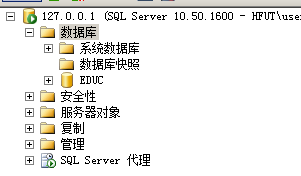 127.0.0.1 (SQL Server 10.50.1600 - HFUT\use
数据库
系统数据库
数据库快照
EDUC
安全性
服务器对象
复制
管理
SQL Server 代理